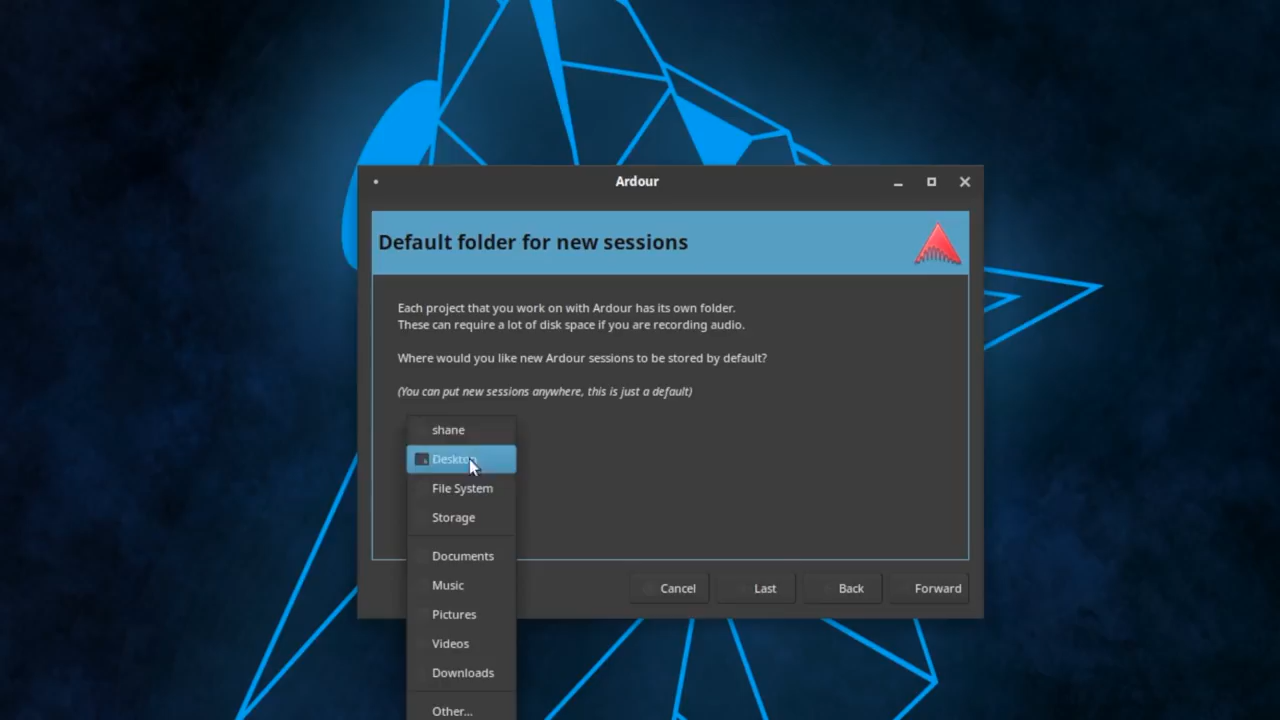 Ardour
Default folder for new sessions
Each project that you work on with Ardour has its own folder.
These can require a lot of disk space if you are recording audio.
Where would you like new Ardour sessions to be stored by default?
(You can put new sessions anywhere, this is just a default)
shane
Desktop
File System
Storage
Documents
Music
Pictures
Videos
Downloads
Other...
Cancel
Last
Back
Forward